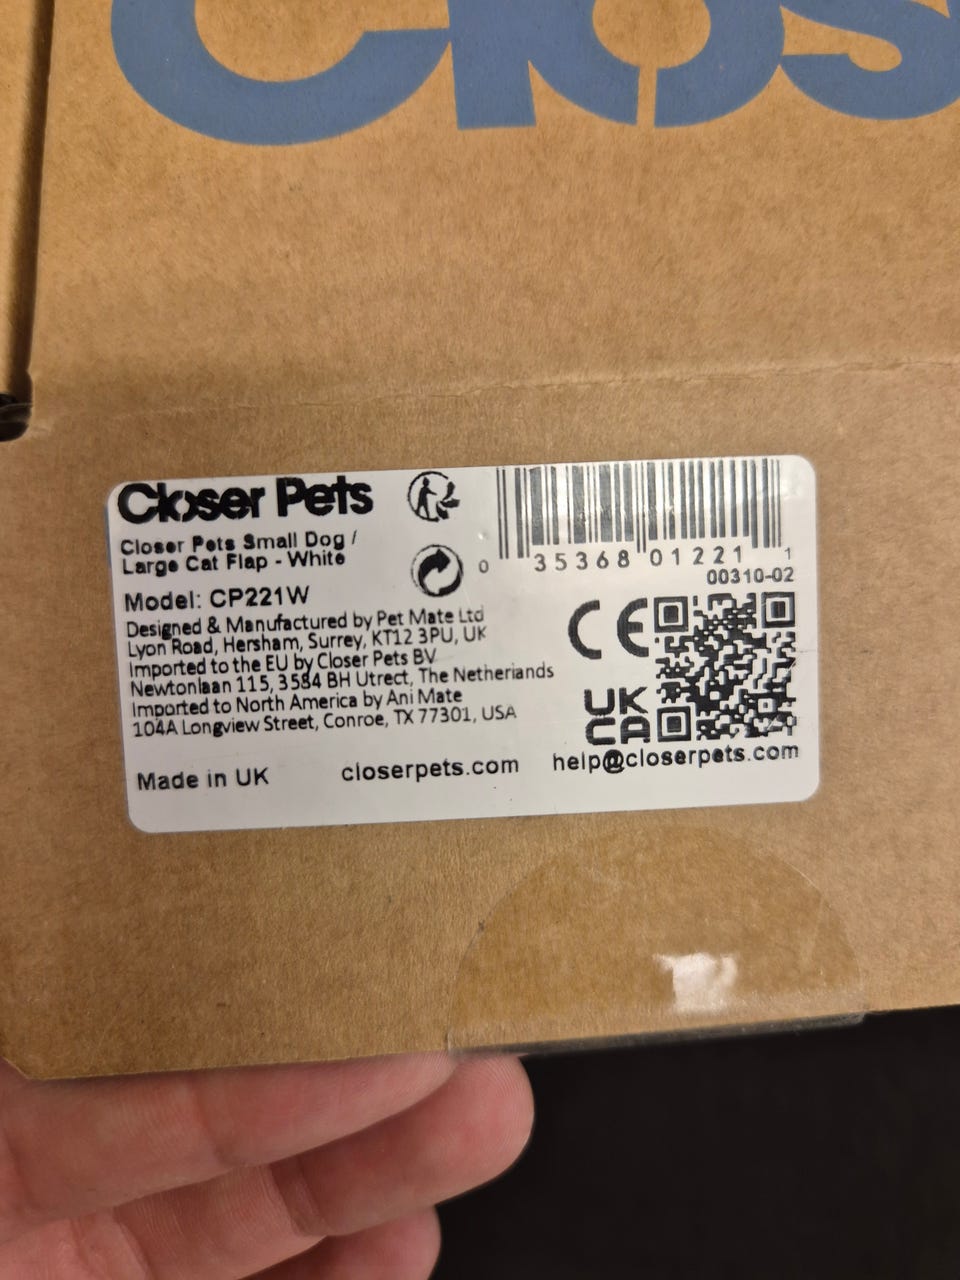 Clos
Closer Pets
Closer Pets Small Dog /
Large Cat Flap - White
Model: CP221W
Designed & Manufactured by Pet Mate Ltd
Lyon Road, Hersham, Surrey, KT12 3PU, UK
Imported to the EU by Closer Pets BV
Newtonlaan 115, 3584 BH Utrect, The Netherlands
Imported to North America by Ani Mate
104A Longview Street, Conroe, TX 77301, USA
Made in UK
closerpets.com
0 35368 01221 1
00310-02
CE
UK
CA
help@closerpets.com